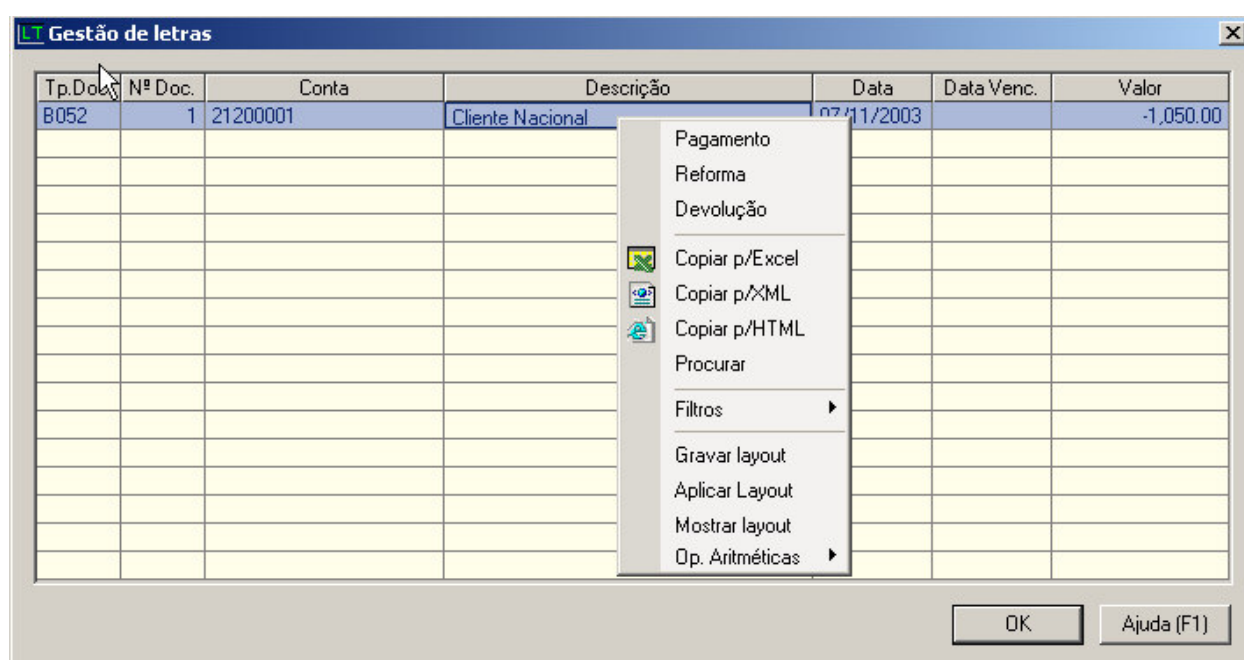 LT Gestão de letras
Tp.Doc. Nº Doc. Conta Descrição Data Data Venc. Valor
B052 1 21200001 Cliente Nacional 07/11/2003 -1,050.00
Pagamento
Reforma
Devolução
Copiar p/Excel
Copiar p/XML
Copiar p/HTML
Procurar
Filtros
Gravar layout
Aplicar Layout
Mostrar layout
Op. Aritméticas
OK Ajuda (F1)